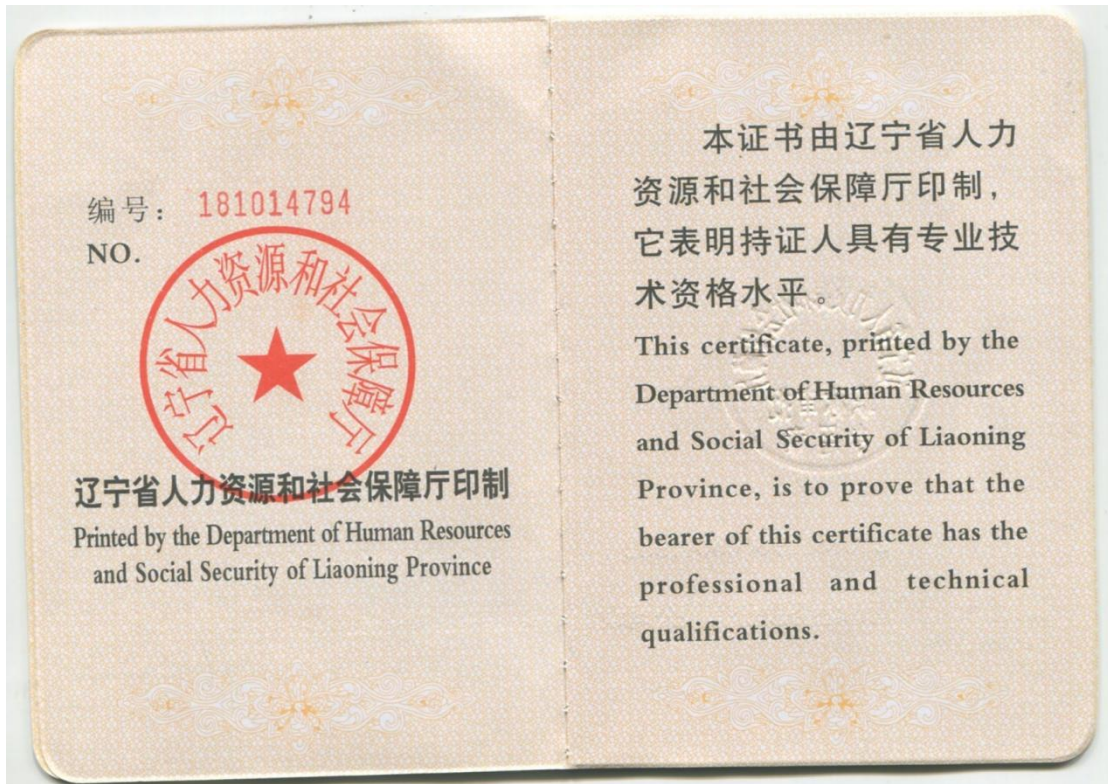 编号： 181014794
NO.
辽宁省人力资源和社会保障厅
辽宁省人力资源和社会保障厅印制
Printed by the Department of Human Resources
and Social Security of Liaoning Province
本证书由辽宁省人力
资源和社会保障厅印制，
它表明持证人具有专业技
术资格水平。
This certificate, printed by the
Department of Human Resources
and Social Security of Liaoning
Province, is to prove that the
bearer of this certificate has the
professional and technical
qualifications.